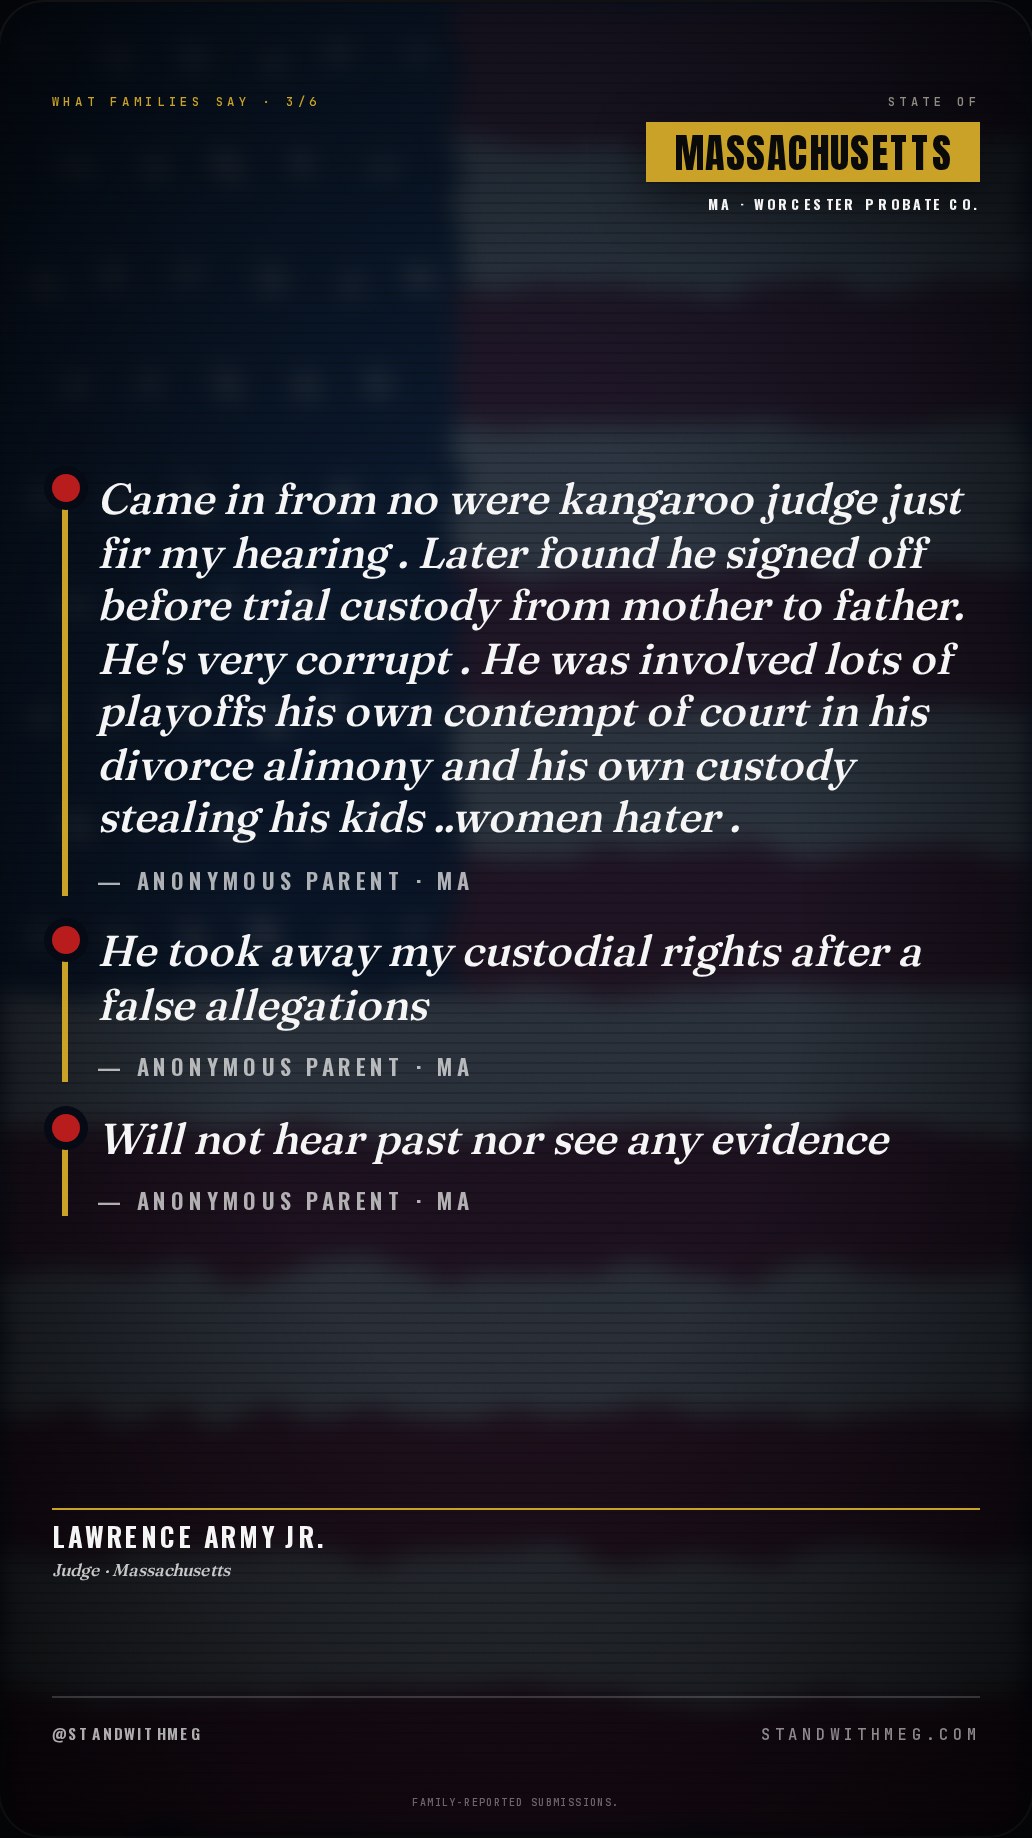 WHAT FAMILIES SAY · 3/6
STATE OF
MASSACHUSETTS
MA · WORCESTER PROBATE CO.
Came in from no were kangaroo judge just
fir my hearing . Later found he signed off
before trial custody from mother to father.
He's very corrupt . He was involved lots of
playoffs his own contempt of court in his
divorce alimony and his own custody
stealing his kids ..women hater .
— ANONYMOUS PARENT · MA
He took away my custodial rights after a
false allegations
— ANONYMOUS PARENT · MA
Will not hear past nor see any evidence
— ANONYMOUS PARENT · MA
LAWRENCE ARMY JR.
Judge · Massachusetts
@STANDWITHMEG
STANDWITHMEG.COM
FAMILY-REPORTED SUBMISSIONS.